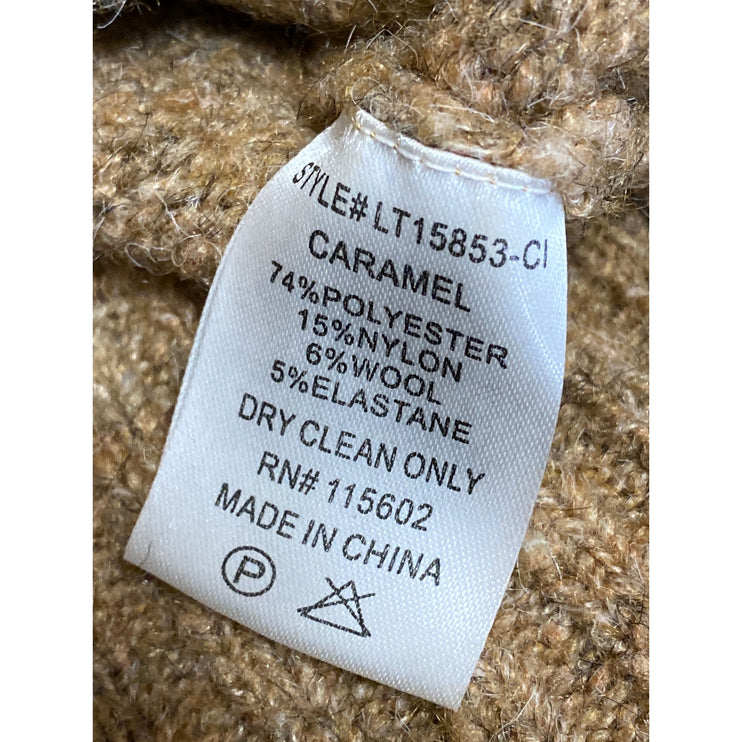 STYLE# LT15853-CI
CARAMEL
74%POLYESTER
15%NYLON
6%WOOL
5%ELASTANE
DRY CLEAN ONLY
RN# 115602
MADE IN CHINA
P